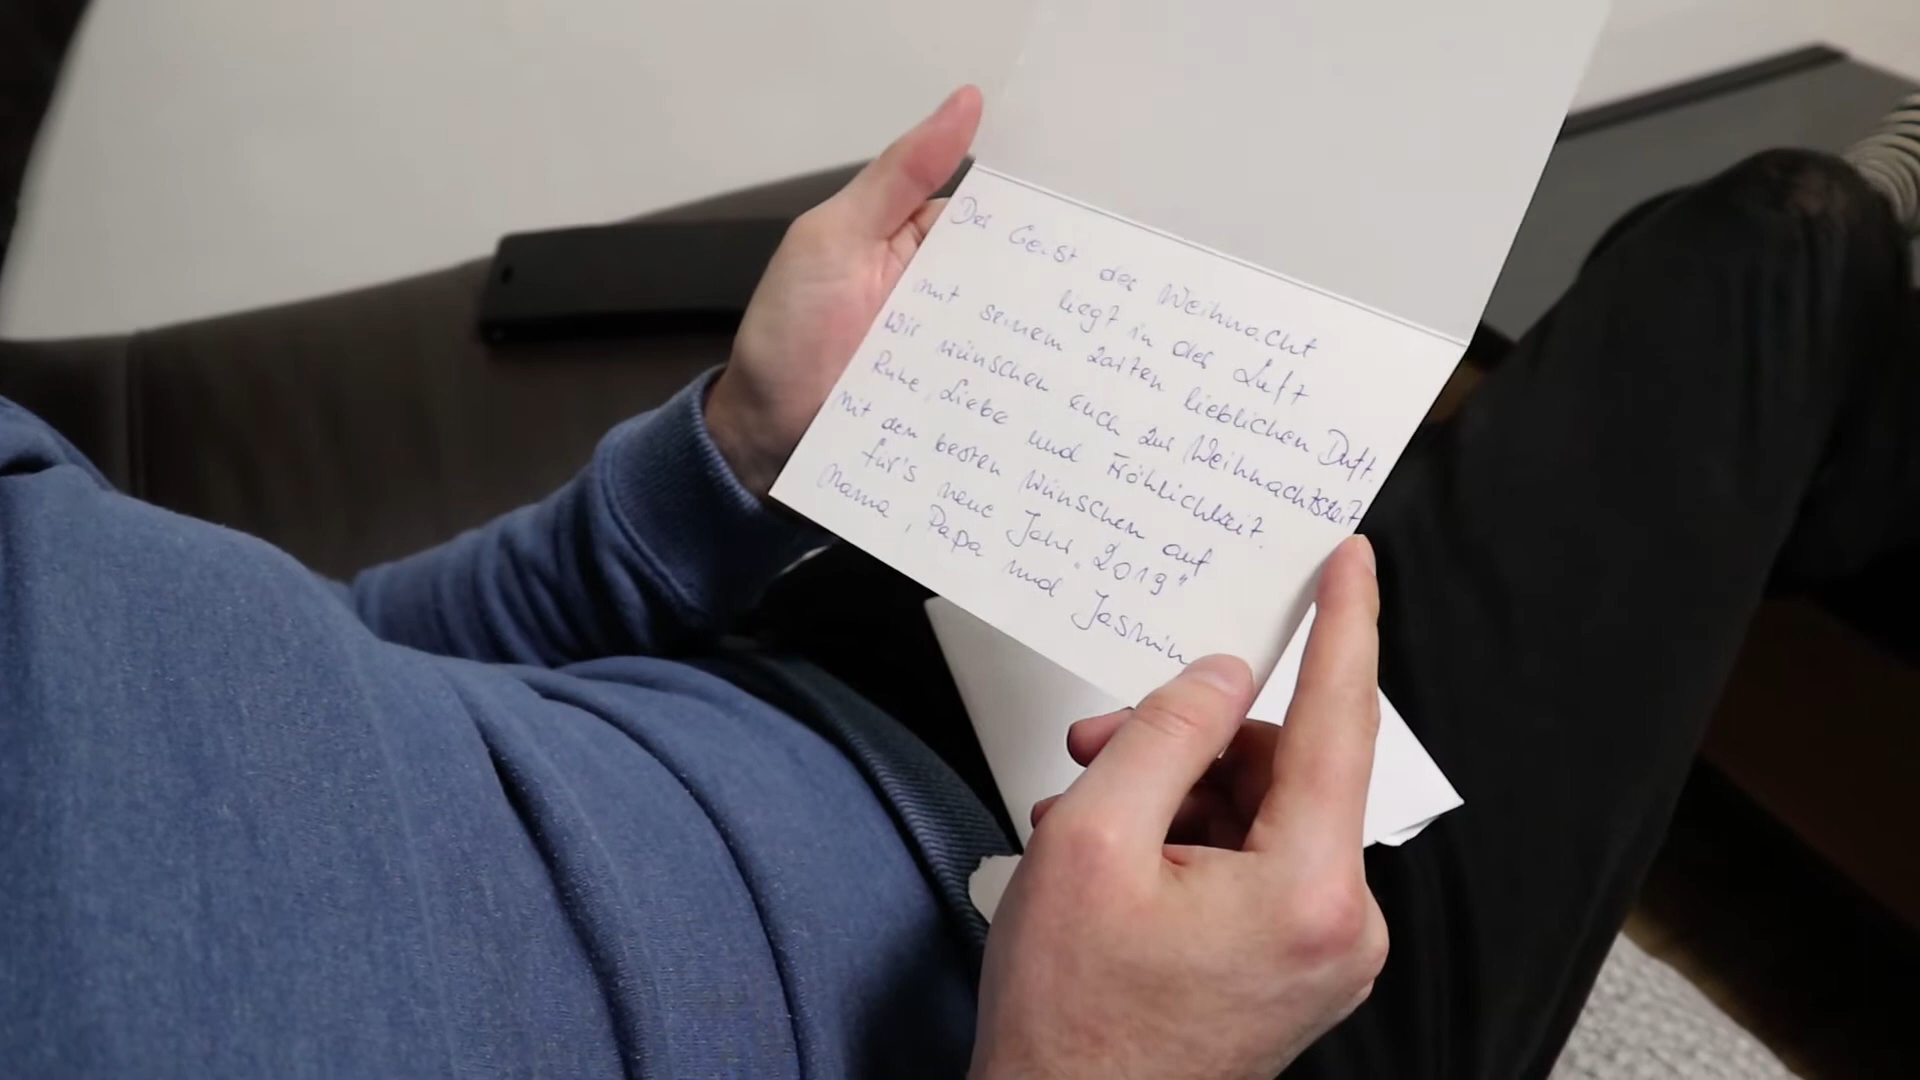 Der Geist der Weihnacht
liegt in der Luft
mit seinem zarten lieblichen Duft.
Wir wünschen euch zur Weihnachtszeit
Ruhe, Liebe und Fröhlichkeit.
Mit den besten Wünschen auf
für's neue Jahr "2019"
Mama, Papa und Jasmin